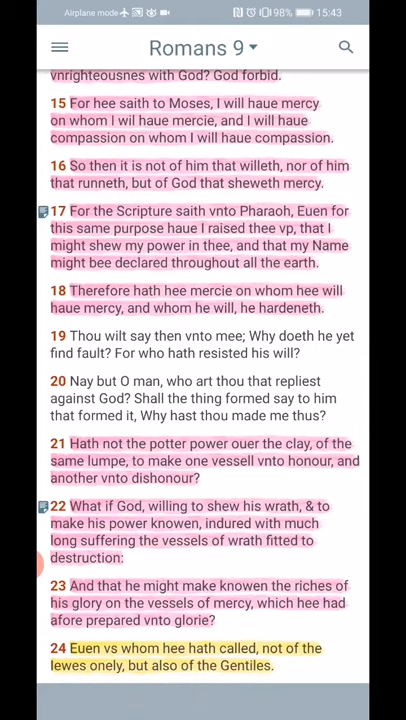 Airplane mode 98% 15:43
Romans 9
vnrighteousnes with God? God forbid.
15 For hee saith to Moses, I will haue mercy
on whom I wil haue mercie, and I will haue
compassion on whom I will haue compassion.
16 So then it is not of him that willeth, nor of him
that runneth, but of God that sheweth mercy.
17 For the Scripture saith vnto Pharaoh, Euen for
this same purpose haue I raised thee vp, that I
might shew my power in thee, and that my Name
might bee declared throughout all the earth.
18 Therefore hath hee mercie on whom hee will
haue mercy, and whom he will, he hardeneth.
19 Thou wilt say then vnto mee; Why doeth he yet
find fault? For who hath resisted his will?
20 Nay but O man, who art thou that repliest
against God? Shall the thing formed say to him
that formed it, Why hast thou made me thus?
21 Hath not the potter power ouer the clay, of the
same lumpe, to make one vessell vnto honour, and
another vnto dishonour?
22 What if God, willing to shew his wrath, & to
make his power knowen, indured with much
long suffering the vessels of wrath fitted to
destruction:
23 And that he might make knowen the riches of
his glory on the vessels of mercy, which hee had
afore prepared vnto glorie?
24 Euen vs whom hee hath called, not of the
Iewes onely, but also of the Gentiles.